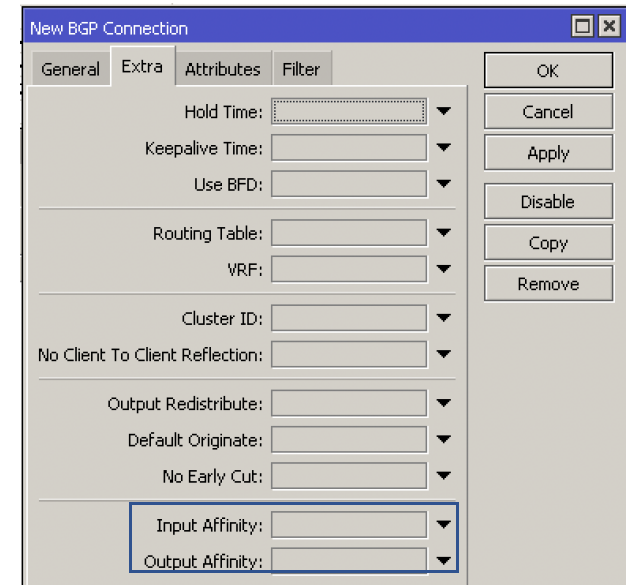 New BGP Connection
General Extra Attributes Filter
Hold Time:
Keepalive Time:
Use BFD:
Routing Table:
VRF:
Cluster ID:
No Client To Client Reflection:
Output Redistribute:
Default Originate:
No Early Cut:
Input Affinity:
Output Affinity:
OK
Cancel
Apply
Disable
Copy
Remove